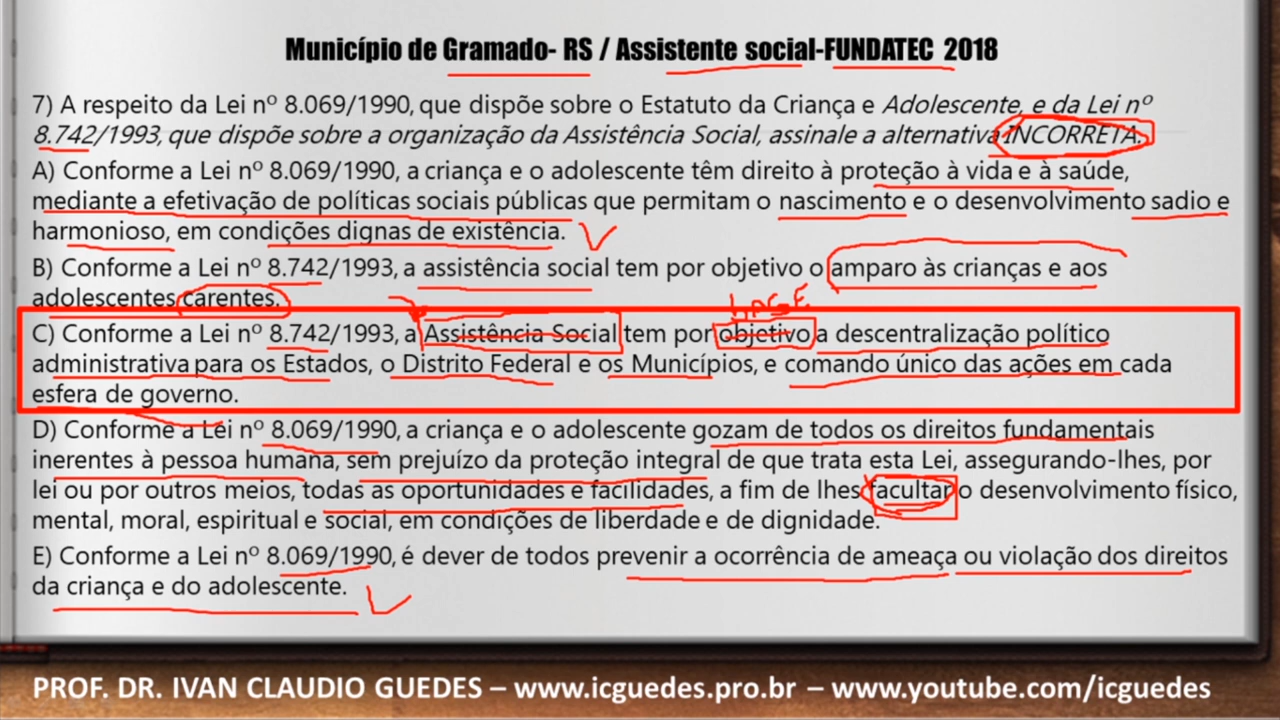 Município de Gramado- RS / Assistente social-FUNDATEC 2018
7) A respeito da Lei nº 8.069/1990, que dispõe sobre o Estatuto da Criança e Adolescente, e da Lei nº
8.742/1993, que dispõe sobre a organização da Assistência Social, assinale a alternativa INCORRETA.
A) Conforme a Lei nº 8.069/1990, a criança e o adolescente têm direito à proteção à vida e à saúde,
mediante a efetivação de políticas sociais públicas que permitam o nascimento e o desenvolvimento sadio e
harmonioso, em condições dignas de existência.
B) Conforme a Lei nº 8.742/1993, a assistência social tem por objetivo o amparo às crianças e aos
adolescentes carentes.
C) Conforme a Lei nº 8.742/1993, a Assistência Social tem por objetivo a descentralização político
administrativa para os Estados, o Distrito Federal e os Municípios, e comando único das ações em cada
esfera de governo.
D) Conforme a Lei nº 8.069/1990, a criança e o adolescente gozam de todos os direitos fundamentais
inerentes à pessoa humana, sem prejuízo da proteção integral de que trata esta Lei, assegurando-lhes, por
lei ou por outros meios, todas as oportunidades e facilidades, a fim de lhes facultar o desenvolvimento físico,
mental, moral, espiritual e social, em condições de liberdade e de dignidade.
E) Conforme a Lei nº 8.069/1990, é dever de todos prevenir a ocorrência de ameaça ou violação dos direitos
da criança e do adolescente.
PROF. DR. IVAN CLAUDIO GUEDES – www.icguedes.pro.br – www.youtube.com/icguedes